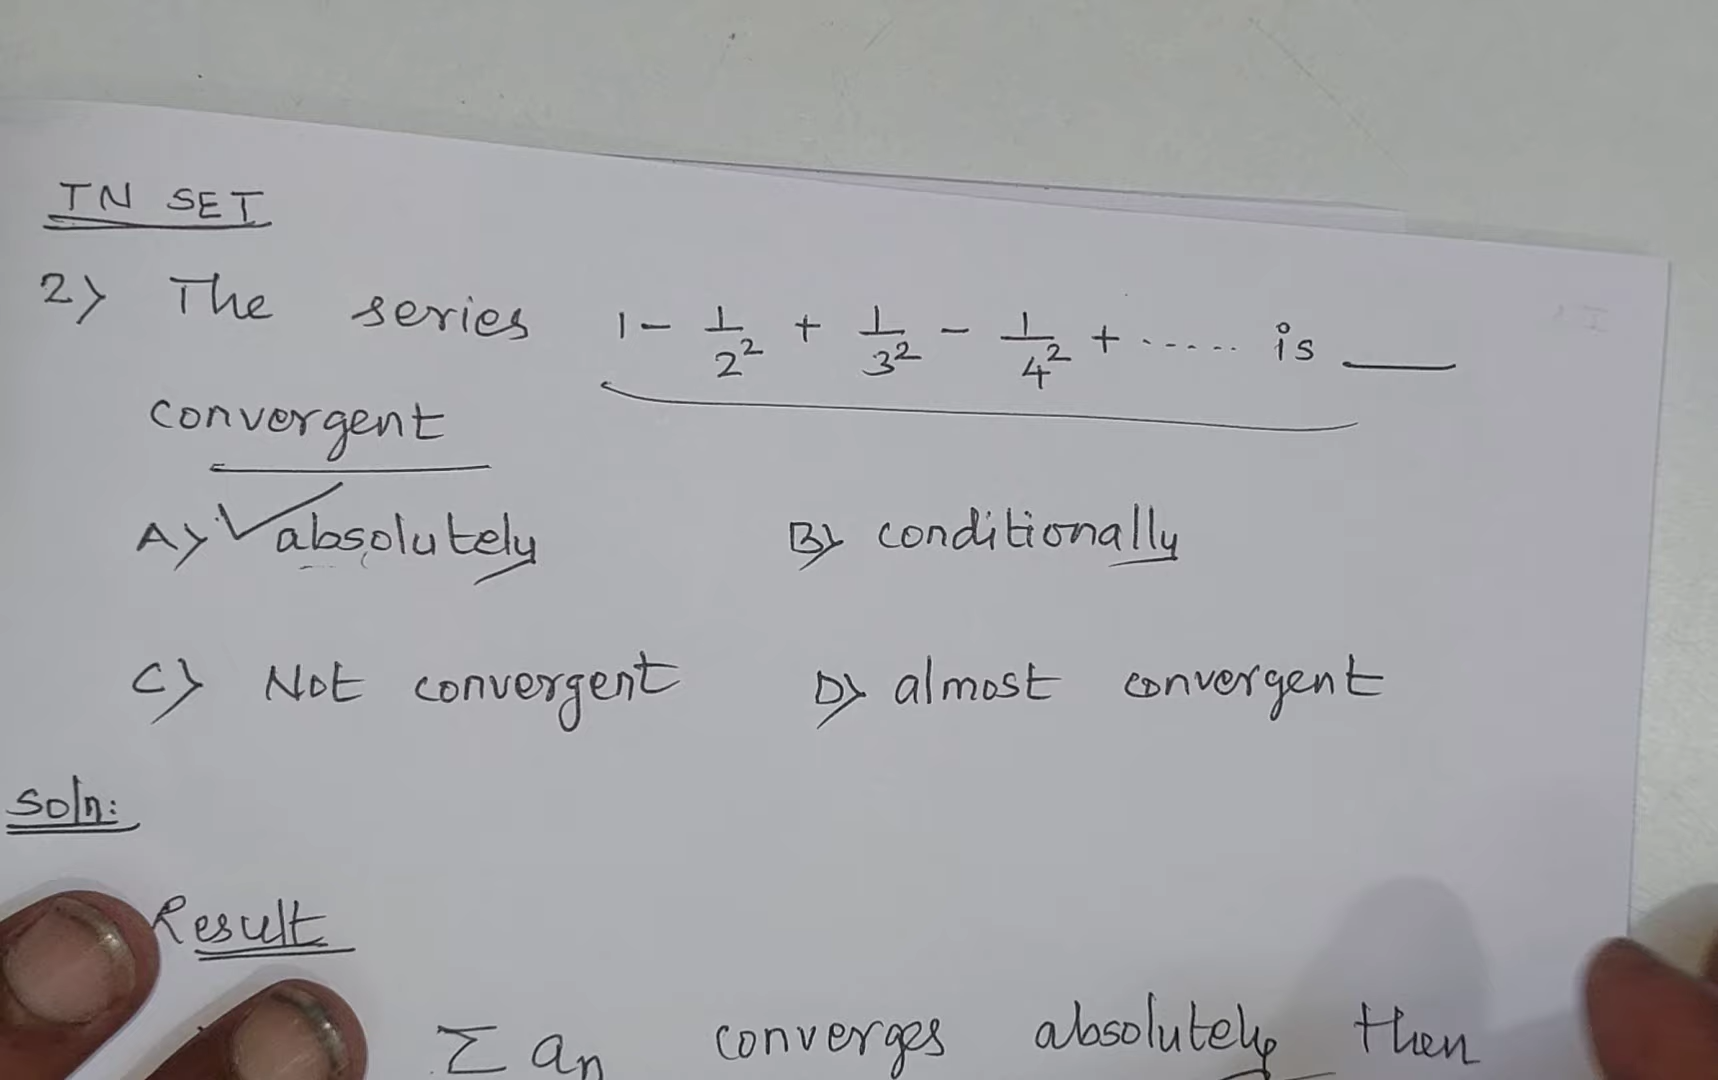 TN SET
2) The series 1 - 1/2² + 1/3² - 1/4² + ...... is ____
convergent
A) ✓ absolutely B) conditionally
C) Not convergent D) almost convergent
Soln:
Result
Σ an converges absolutely then